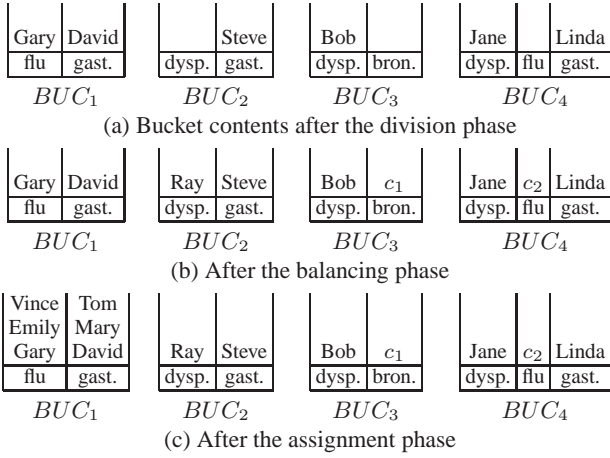 Gary David Steve Bob Jane Linda
flu gast. dysp. gast. dysp. bron. dysp. flu gast.
BUC1 BUC2 BUC3 BUC4
(a) Bucket contents after the division phase
Gary David Ray Steve Bob c1 Jane c2 Linda
flu gast. dysp. gast. dysp. bron. dysp. flu gast.
BUC1 BUC2 BUC3 BUC4
(b) After the balancing phase
Vince Tom
Emily Mary
Gary David Ray Steve Bob c1 Jane c2 Linda
flu gast. dysp. gast. dysp. bron. dysp. flu gast.
BUC1 BUC2 BUC3 BUC4
(c) After the assignment phase